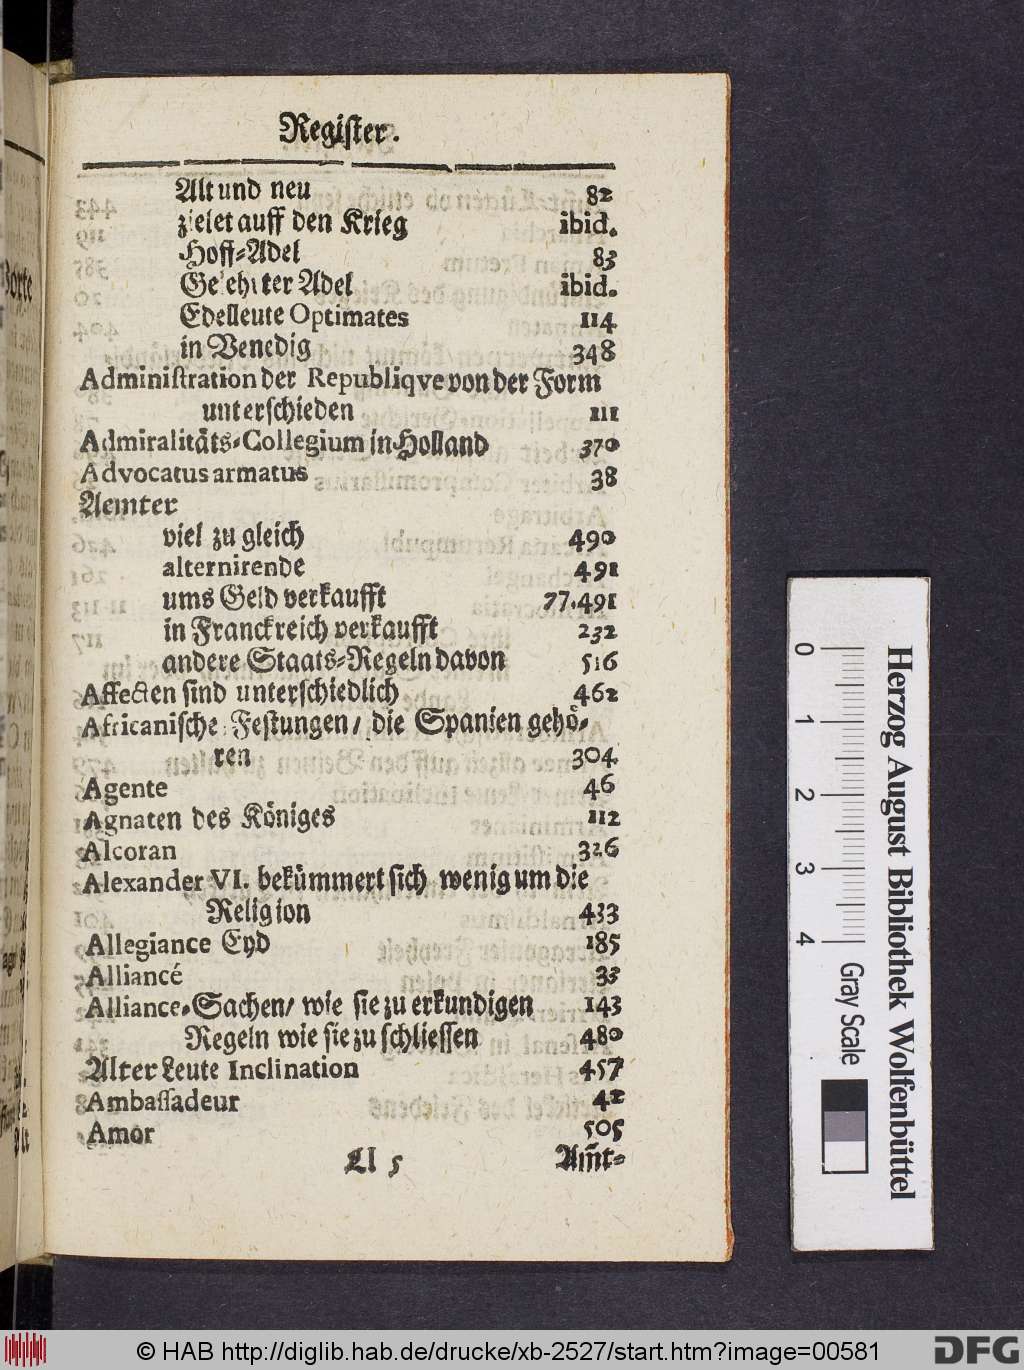 Register.
Alt und neu 82
zielet auff den Krieg ibid.
Hoff-Adel 83
Gelehrter Adel ibid.
Edelleute Optimates 114
in Venedig 348
Adminiſtration der Republiqve von der Form
unterſchieden 111
Admiralitäts-Collegium in Holland 370
Advocatus armatus 38
Aemter
viel zu gleich 490
alternirende 491
ums Geld verkaufft 77.491
in Franckreich verkaufft 232
andere Staats-Regeln davon 516
Affecten ſind unterſchiedlich 462
Africaniſche Feſtungen/ die Spanien gehö-
ren 304
Agente 46
Agnaten des Königes 112
Alcoran 326
Alexander VI. bekümmert ſich wenig um die
Religion 433
Allegiance Eyd 185
Alliancé 33
Alliance-Sachen/ wie ſie zu erkundigen 143
Regeln wie ſie zu ſchlieſſen 480
Alter Leute Inclination 457
Ambaſſadeur 42
Amor 505
Ll 5 Am̃t-
0 1 2 3 4
Gray Scale
Herzog August Bibliothek Wolfenbüttel
© HAB http://diglib.hab.de/drucke/xb-2527/start.htm?image=00581
DFG